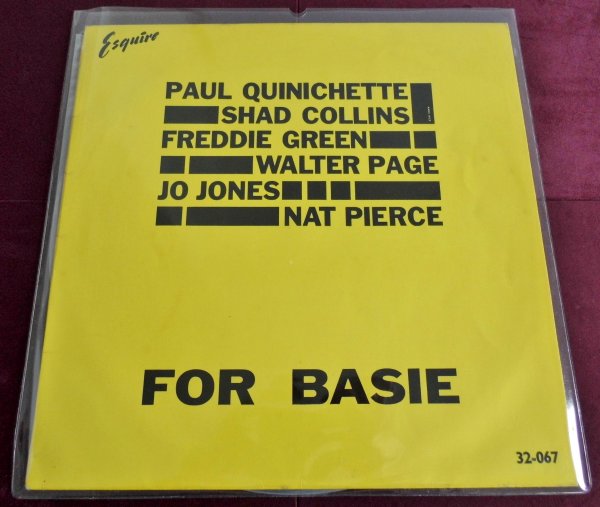 Esquire
PAUL QUINICHETTE
SHAD COLLINS
FREDDIE GREEN
WALTER PAGE
JO JONES
NAT PIERCE
FOR BASIE
32-067